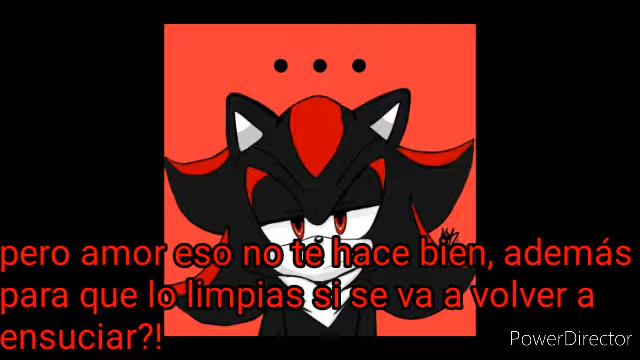 pero amor eso no te hace bien, además
para que lo limpias si se va a volver a
ensuciar?!
PowerDirector